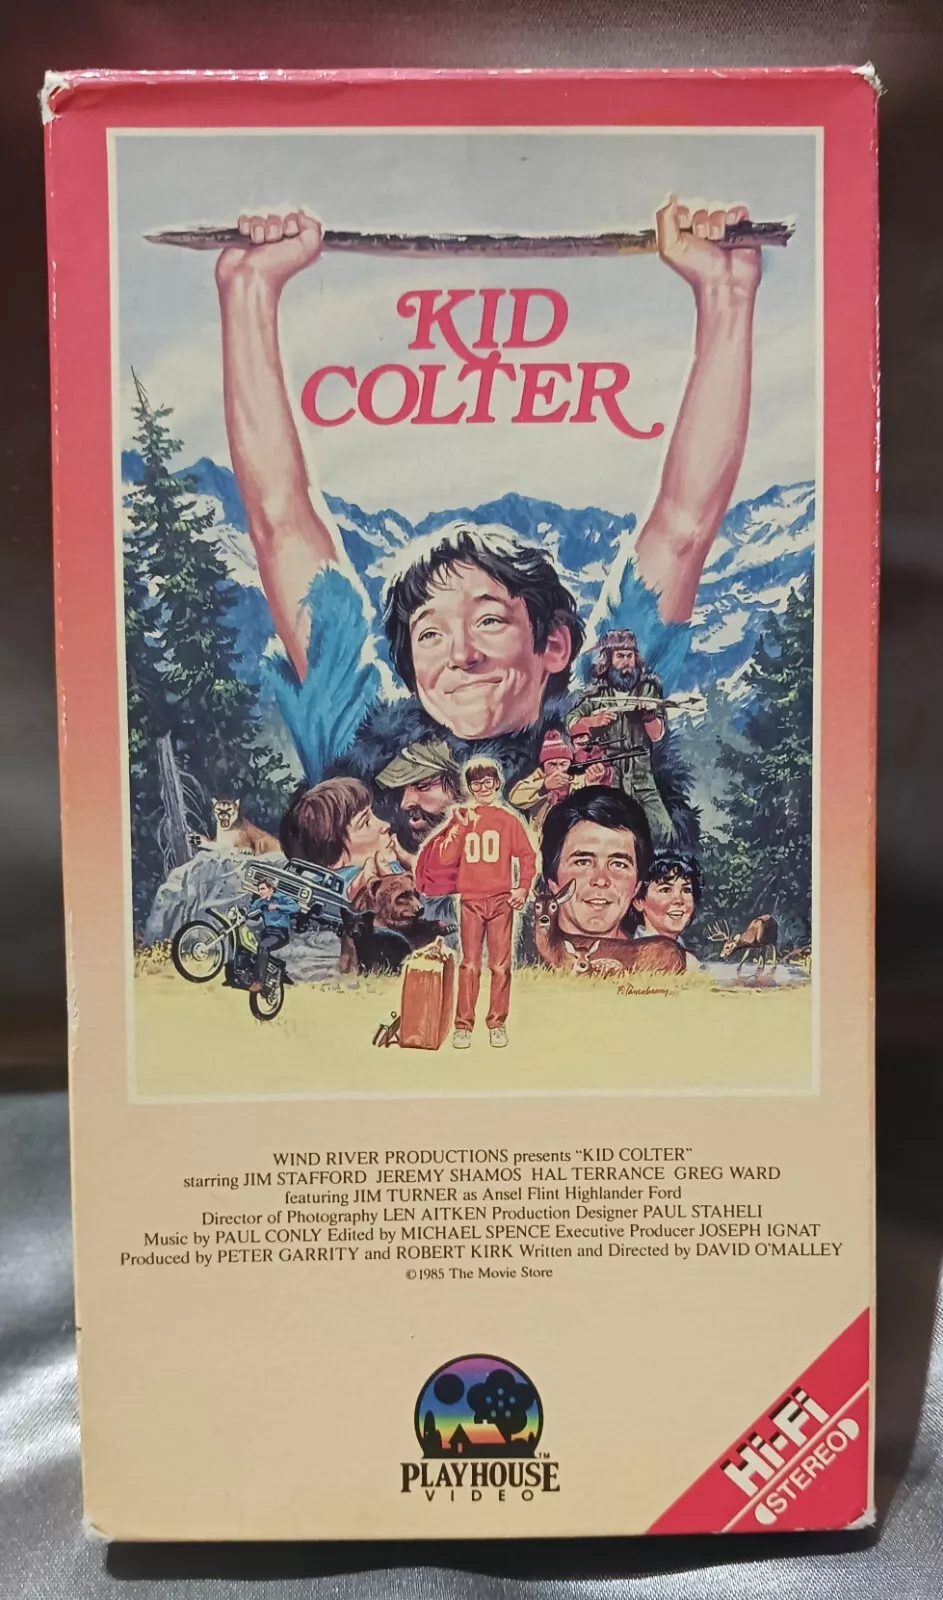 KID
COLTER
00
WIND RIVER PRODUCTIONS presents "KID COLTER"
starring JIM STAFFORD JEREMY SHAMOS HAL TERRANCE GREG WARD
featuring JIM TURNER as Ansel Flint Highlander Ford
Director of Photography LEN AITKEN Production Designer PAUL STAHELI
Music by PAUL CONLY Edited by MICHAEL SPENCE Executive Producer JOSEPH IGNAT
Produced by PETER GARRITY and ROBERT KIRK Written and Directed by DAVID O'MALLEY
©1985 The Movie Store
Hi-Fi
STEREO
TM
PLAYHOUSE
VIDEO